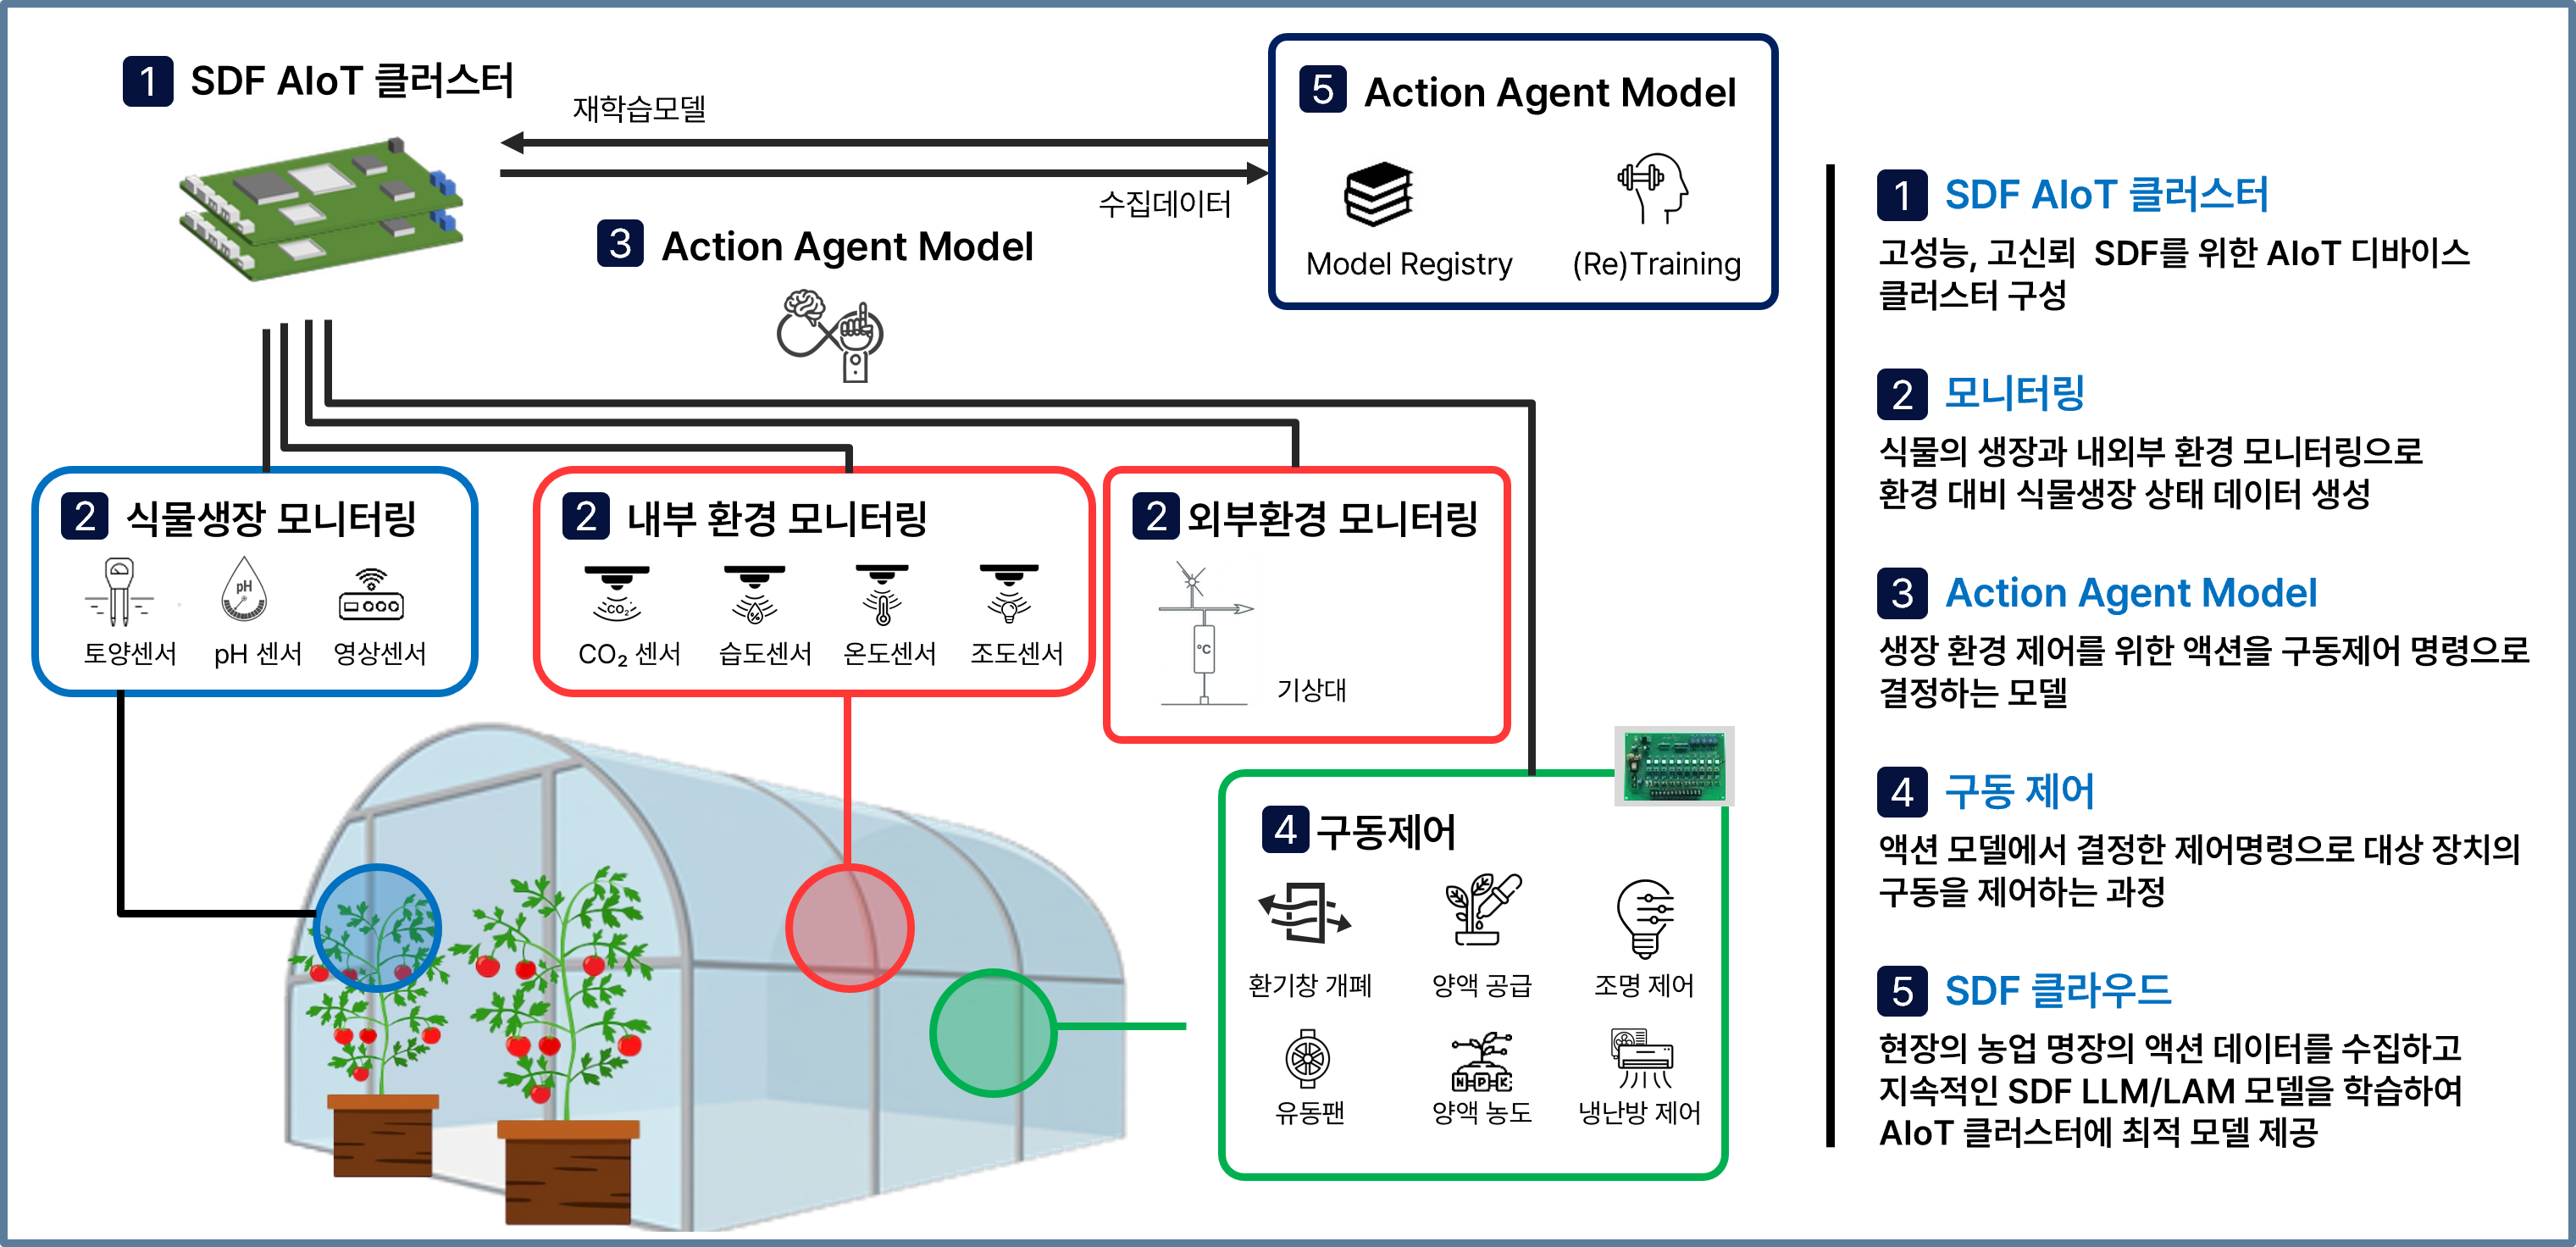 1 SDF AIoT 클러스터
재학습모델
수집데이터
5 Action Agent Model
Model Registry
(Re)Training
3 Action Agent Model
2 식물생장 모니터링
pH
토양센서
pH 센서
영상센서
2 내부 환경 모니터링
CO₂
%
CO₂ 센서
습도센서
온도센서
조도센서
2 외부환경 모니터링
°C
기상대
4 구동제어
환기창 개폐
양액 공급
조명 제어
N-P-K
유동팬
양액 농도
냉난방 제어
1 SDF AIoT 클러스터
고성능, 고신뢰 SDF를 위한 AIoT 디바이스
클러스터 구성
2 모니터링
식물의 생장과 내외부 환경 모니터링으로
환경 대비 식물생장 상태 데이터 생성
3 Action Agent Model
생장 환경 제어를 위한 액션을 구동제어 명령으로
결정하는 모델
4 구동 제어
액션 모델에서 결정한 제어명령으로 대상 장치의
구동을 제어하는 과정
5 SDF 클라우드
현장의 농업 명장의 액션 데이터를 수집하고
지속적인 SDF LLM/LAM 모델을 학습하여
AIoT 클러스터에 최적 모델 제공